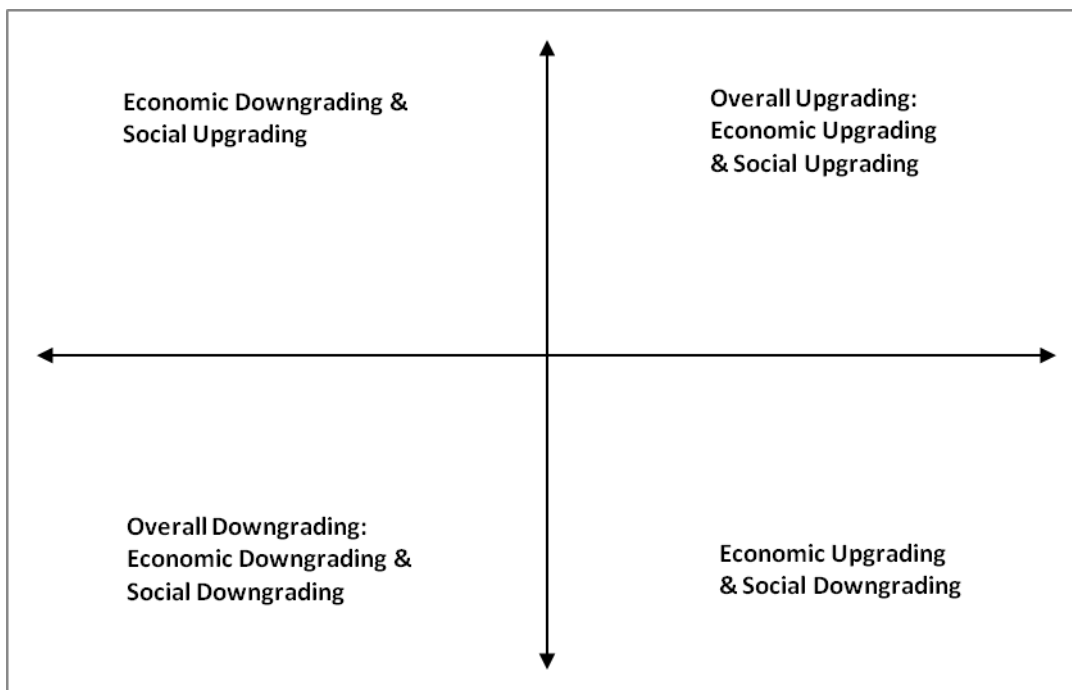 Economic Downgrading &
Social Upgrading
Overall Upgrading:
Economic Upgrading
& Social Upgrading
Overall Downgrading:
Economic Downgrading &
Social Downgrading
Economic Upgrading
& Social Downgrading